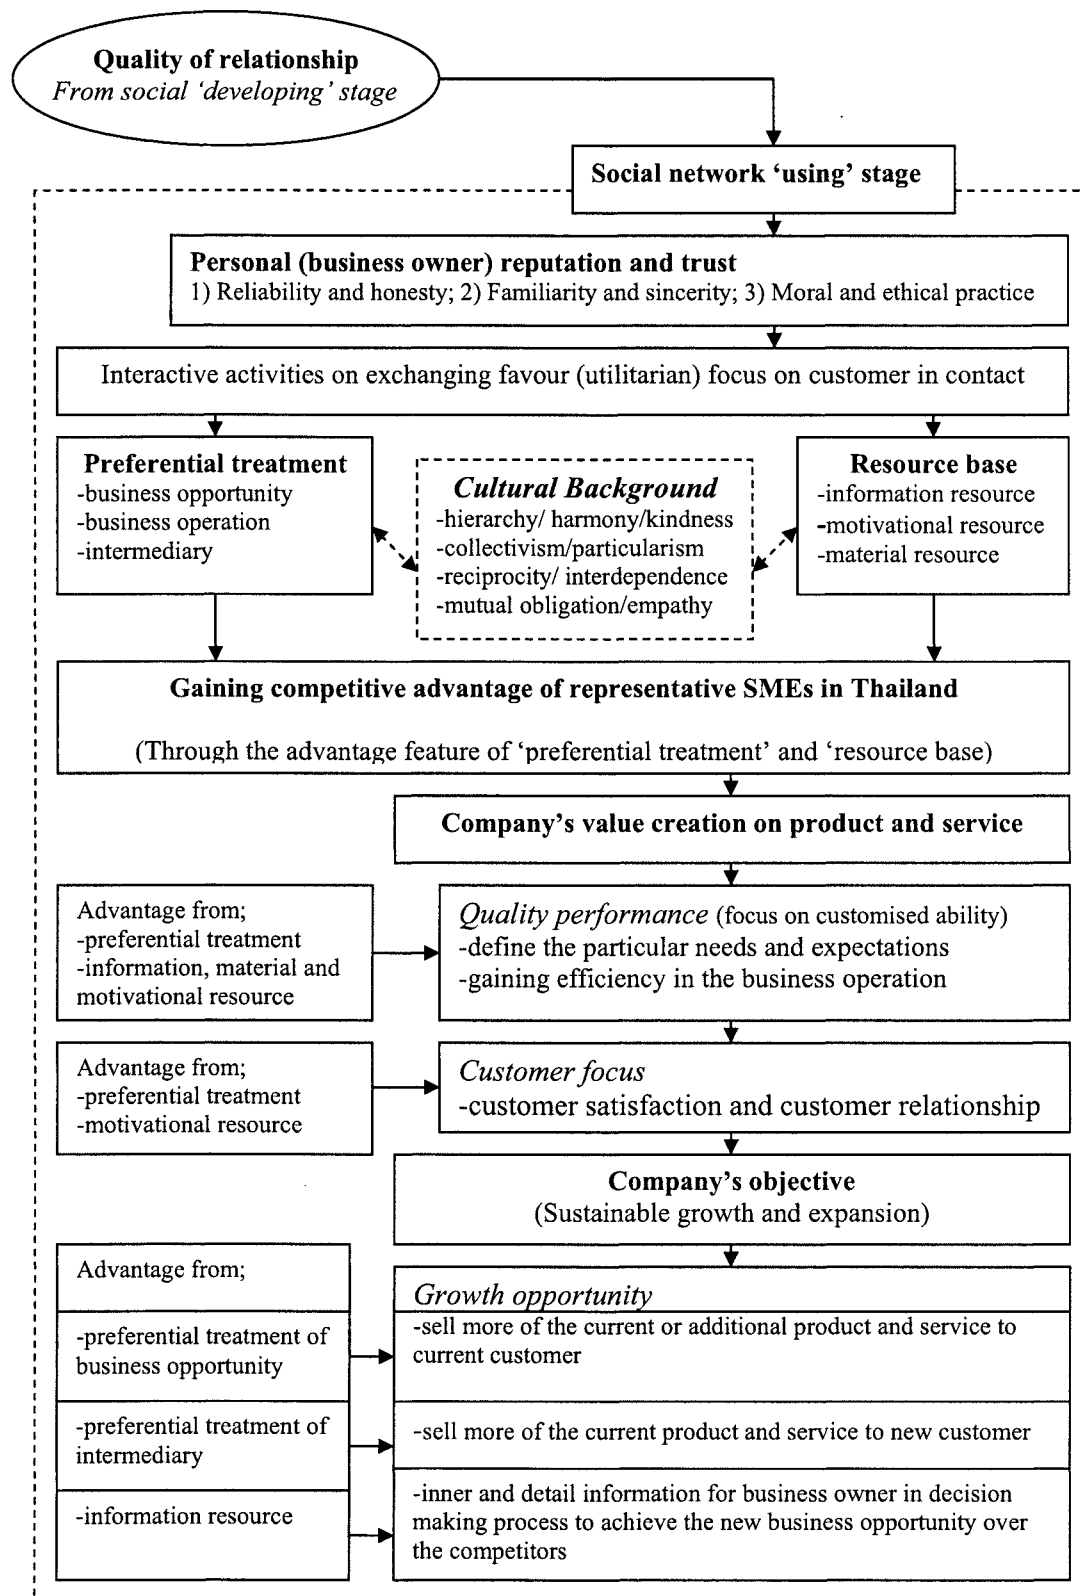 Quality of relationship
From social ‘developing’ stage
Social network ‘using’ stage
Personal (business owner) reputation and trust
1) Reliability and honesty; 2) Familiarity and sincerity; 3) Moral and ethical practice
Interactive activities on exchanging favour (utilitarian) focus on customer in contact
Preferential treatment
-business opportunity
-business operation
-intermediary
Cultural Background
-hierarchy/ harmony/kindness
-collectivism/particularism
-reciprocity/ interdependence
-mutual obligation/empathy
Resource base
-information resource
-motivational resource
-material resource
Gaining competitive advantage of representative SMEs in Thailand
(Through the advantage feature of ‘preferential treatment’ and ‘resource base)
Company’s value creation on product and service
Advantage from;
-preferential treatment
-information, material and
motivational resource
Quality performance (focus on customised ability)
-define the particular needs and expectations
-gaining efficiency in the business operation
Advantage from;
-preferential treatment
-motivational resource
Customer focus
-customer satisfaction and customer relationship
Company’s objective
(Sustainable growth and expansion)
Advantage from;
Growth opportunity
-preferential treatment of
business opportunity
-sell more of the current or additional product and service to
current customer
-preferential treatment of
intermediary
-sell more of the current product and service to new customer
-information resource
-inner and detail information for business owner in decision
making process to achieve the new business opportunity over
the competitors